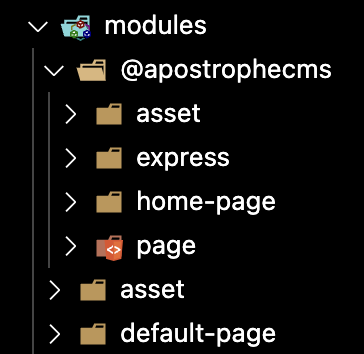 modules
@apostrophecms
asset
express
home-page
page
asset
default-page